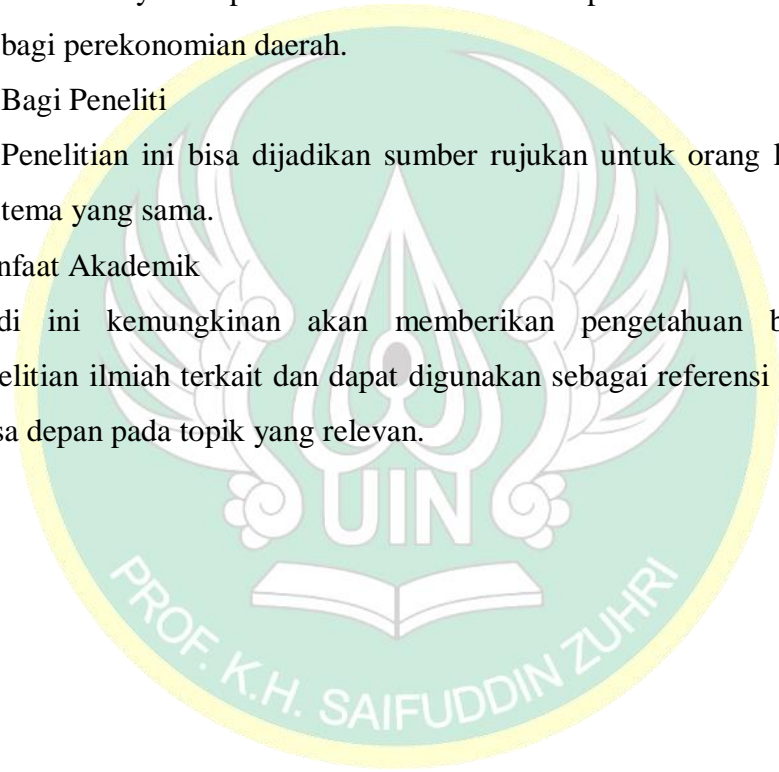 bagi perekonomian daerah.
Bagi Peneliti
Penelitian ini bisa dijadikan sumber rujukan untuk orang
tema yang sama.
nfaat Akademik
di ini kemungkinan akan memberikan pengetahuan
elitian ilmiah terkait dan dapat digunakan sebagai referensi
sa depan pada topik yang relevan.
UIN
PROF. K.H. SAIFUDDIN ZUHRI